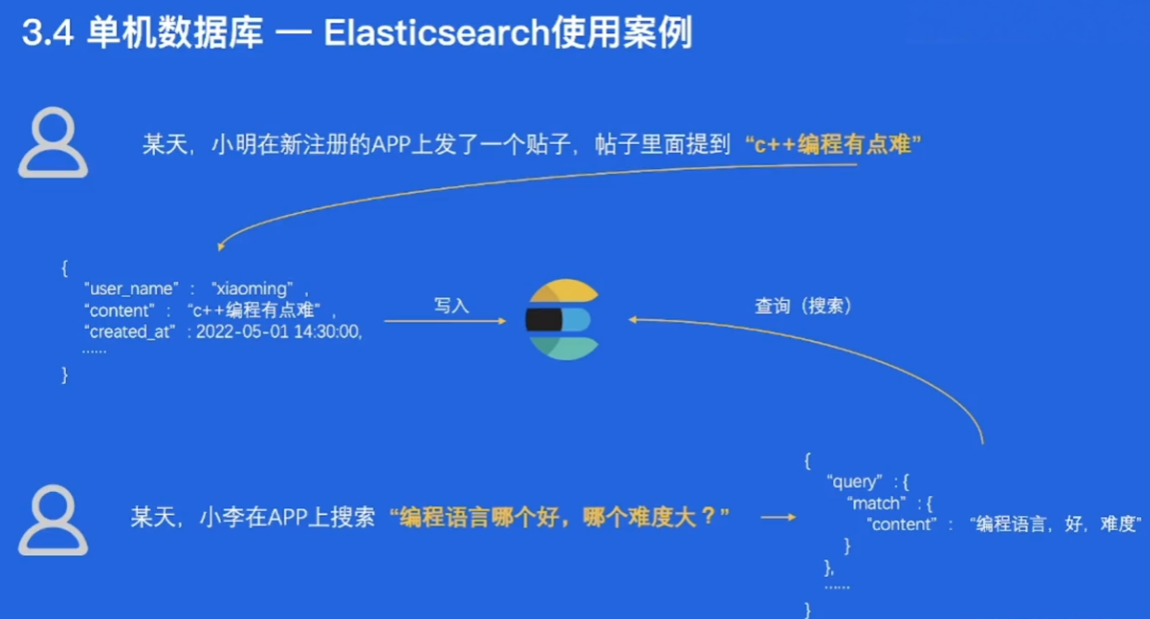 3.4 单机数据库 — Elasticsearch使用案例
某天，小明在新注册的APP上发了一个贴子，帖子里面提到 “c++编程有点难”
{
“user_name” : “xiaoming” ,
“content” : “c++编程有点难” ,
“created_at” : 2022-05-01 14:30:00,
......
}
写入
查询（搜索）
某天，小李在APP上搜索 “编程语言哪个好，哪个难度大？”
{
“query” : {
“match” : {
“content” : “编程语言，好，难度”
}
},
......
}